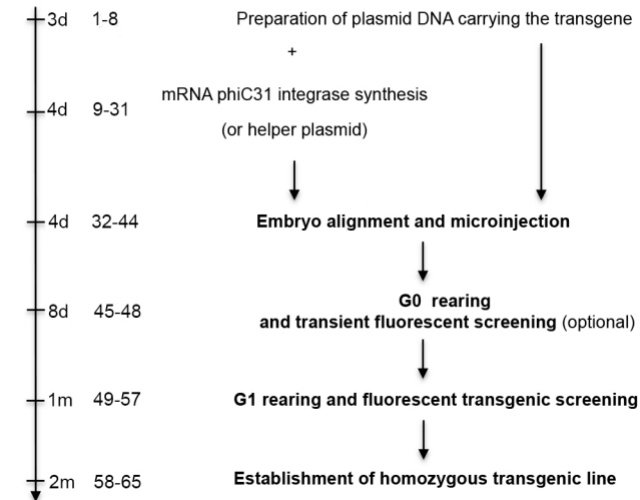 3d 1-8 Preparation of plasmid DNA carrying the transgene
+
4d 9-31 mRNA phiC31 integrase synthesis
(or helper plasmid)
4d 32-44 Embryo alignment and microinjection
8d 45-48 G0 rearing
and transient fluorescent screening (optional)
1m 49-57 G1 rearing and fluorescent transgenic screening
2m 58-65 Establishment of homozygous transgenic line